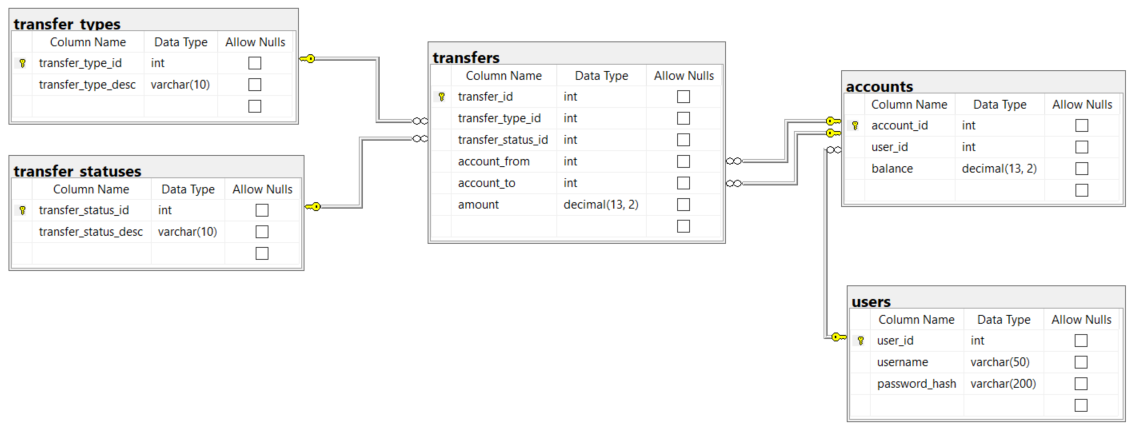 transfer_types
Column Name Data Type Allow Nulls
transfer_type_id int
transfer_type_desc varchar(10)
transfer_statuses
Column Name Data Type Allow Nulls
transfer_status_id int
transfer_status_desc varchar(10)
transfers
Column Name Data Type Allow Nulls
transfer_id int
transfer_type_id int
transfer_status_id int
account_from int
account_to int
amount decimal(13, 2)
accounts
Column Name Data Type Allow Nulls
account_id int
user_id int
balance decimal(13, 2)
users
Column Name Data Type Allow Nulls
user_id int
username varchar(50)
password_hash varchar(200)